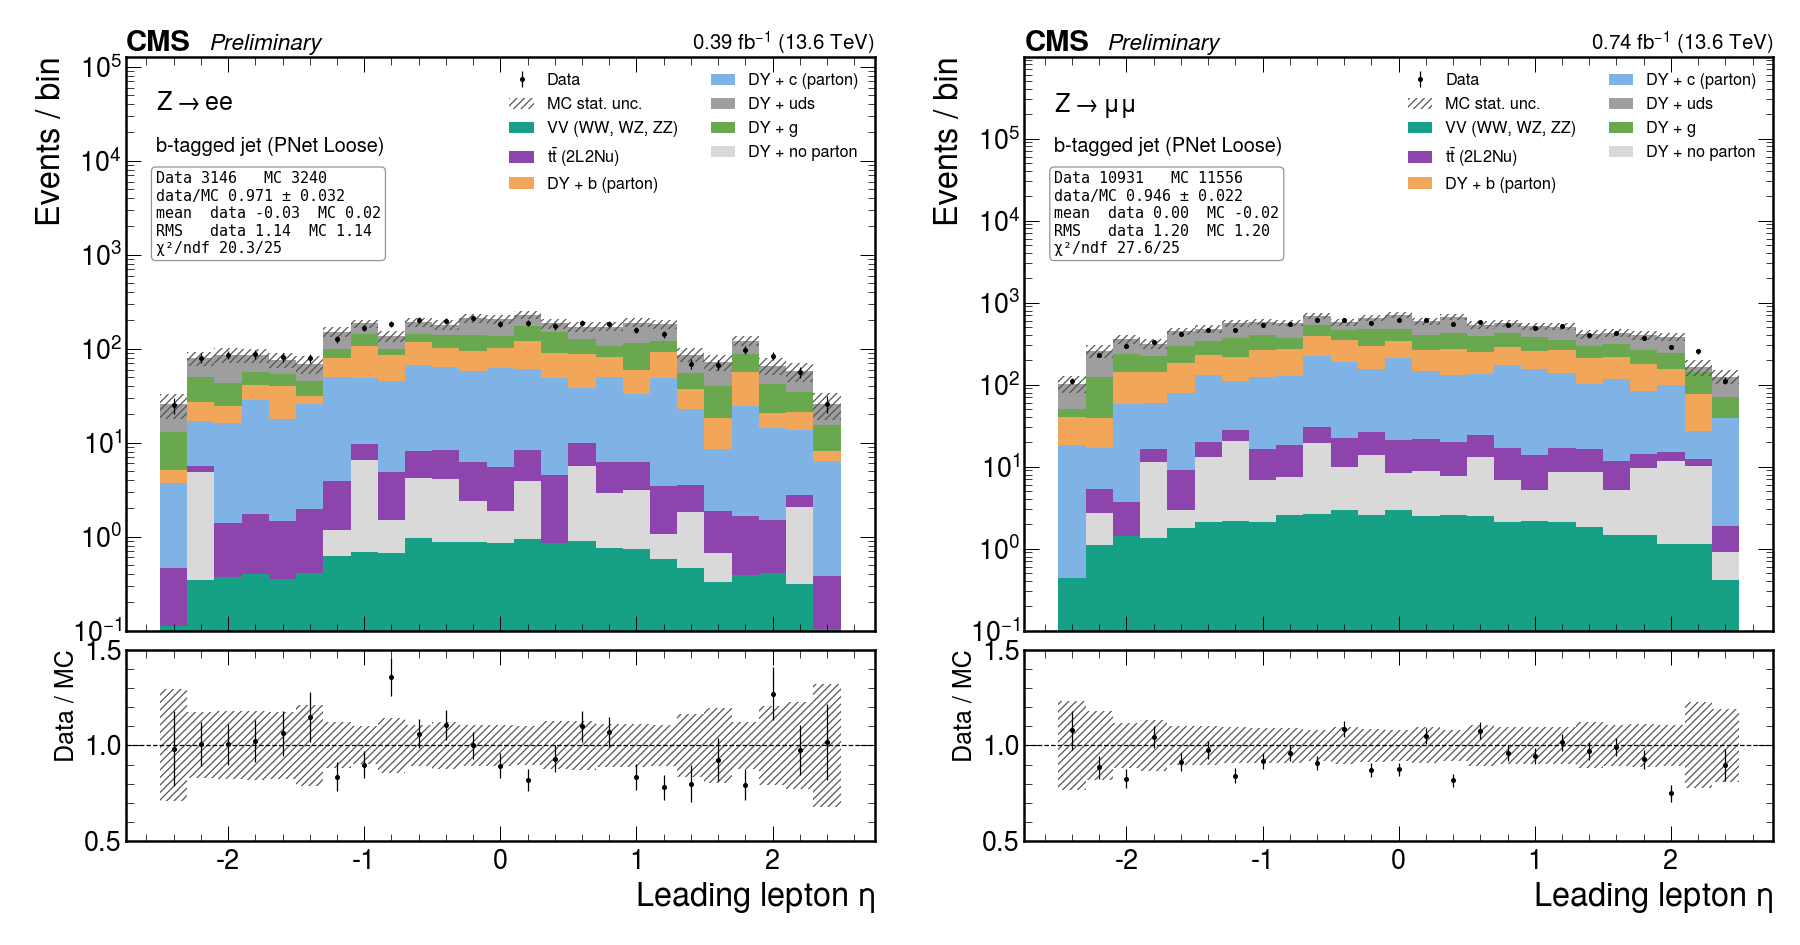 CMS Preliminary 0.39 fb⁻¹ (13.6 TeV)
Events / bin
10⁵
10⁴
10³
10²
10¹
10⁰
10⁻¹
Z→ee
b-tagged jet (PNet Loose)
Data 3146 MC 3240
data/MC 0.971 ± 0.032
mean data -0.03 MC 0.02
RMS data 1.14 MC 1.14
χ²/ndf 20.3/25
Data
MC stat. unc.
VV (WW, WZ, ZZ)
tt̄ (2L2Nu)
DY + b (parton)
DY + c (parton)
DY + uds
DY + g
DY + no parton
Data / MC
1.5
1.0
0.5
-2 -1 0 1 2
Leading lepton η
CMS Preliminary 0.74 fb⁻¹ (13.6 TeV)
Events / bin
10⁵
10⁴
10³
10²
10¹
10⁰
10⁻¹
Z→μμ
b-tagged jet (PNet Loose)
Data 10931 MC 11556
data/MC 0.946 ± 0.022
mean data 0.00 MC -0.02
RMS data 1.20 MC 1.20
χ²/ndf 27.6/25
Data
MC stat. unc.
VV (WW, WZ, ZZ)
tt̄ (2L2Nu)
DY + b (parton)
DY + c (parton)
DY + uds
DY + g
DY + no parton
Data / MC
1.5
1.0
0.5
-2 -1 0 1 2
Leading lepton η